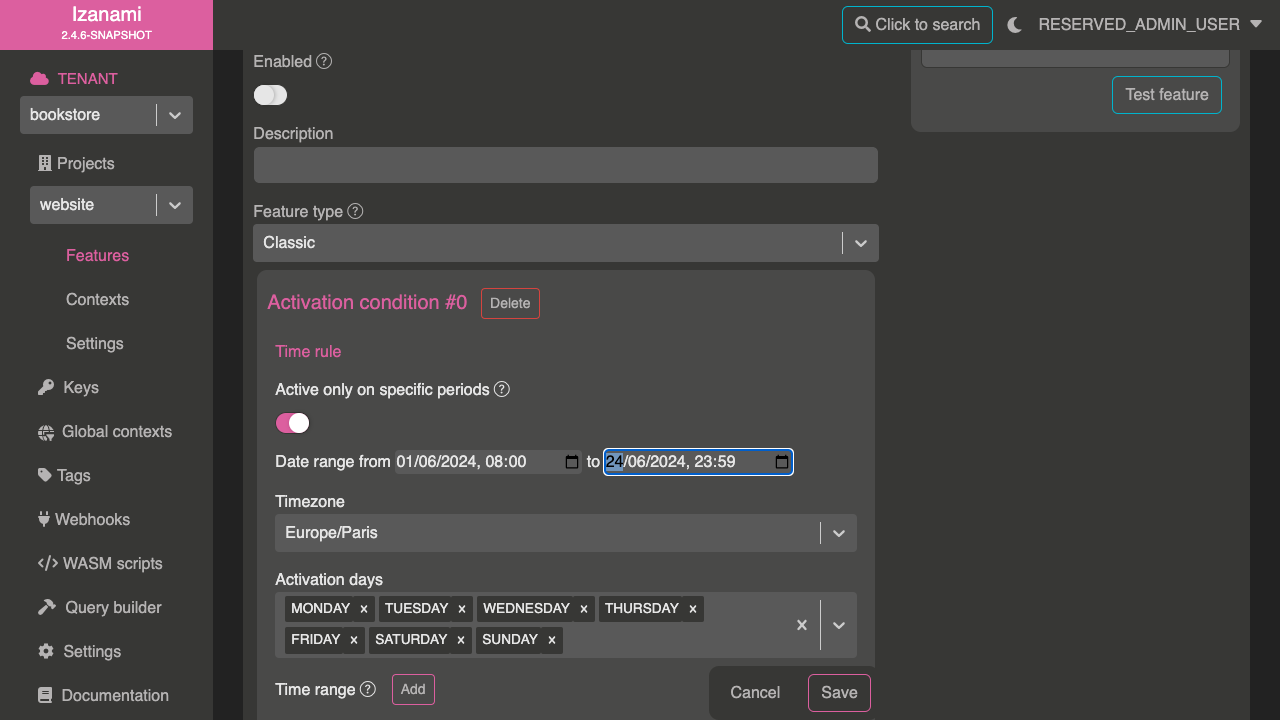 Izanami
2.4.6-SNAPSHOT
Click to search
RESERVED_ADMIN_USER
TENANT
bookstore
Projects
website
Features
Contexts
Settings
Keys
Global contexts
Tags
Webhooks
WASM scripts
Query builder
Settings
Documentation
Enabled
Description
Feature type
Classic
Activation condition #0 Delete
Time rule
Active only on specific periods
Date range from 01/06/2024, 08:00 to 24/06/2024, 23:59
Timezone
Europe/Paris
Activation days
MONDAY × TUESDAY × WEDNESDAY × THURSDAY ×
FRIDAY × SATURDAY × SUNDAY ×
Time range Add
Cancel Save
Test feature